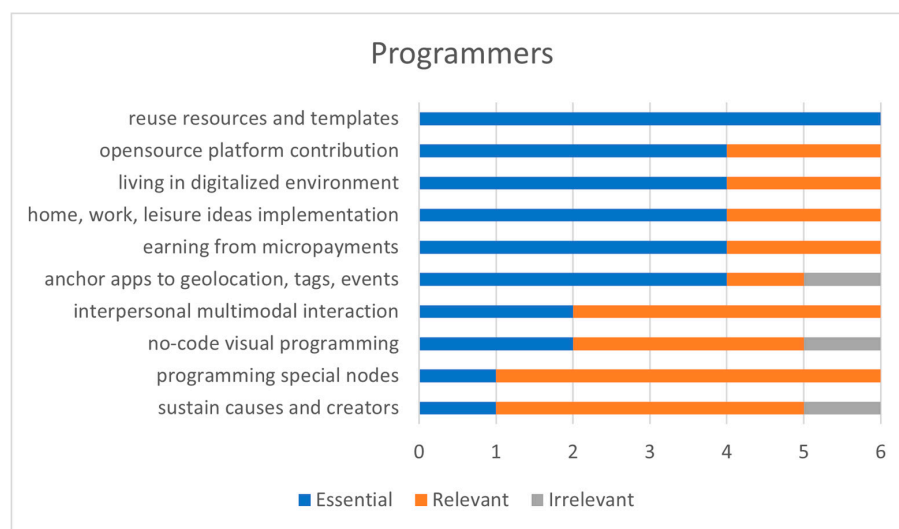 Programmers
reuse resources and templates
opensource platform contribution
living in digitalized environment
home, work, leisure ideas implementation
earning from micropayments
anchor apps to geolocation, tags, events
interpersonal multimodal interaction
no-code visual programming
programming special nodes
sustain causes and creators
0 1 2 3 4 5 6
Essential Relevant Irrelevant